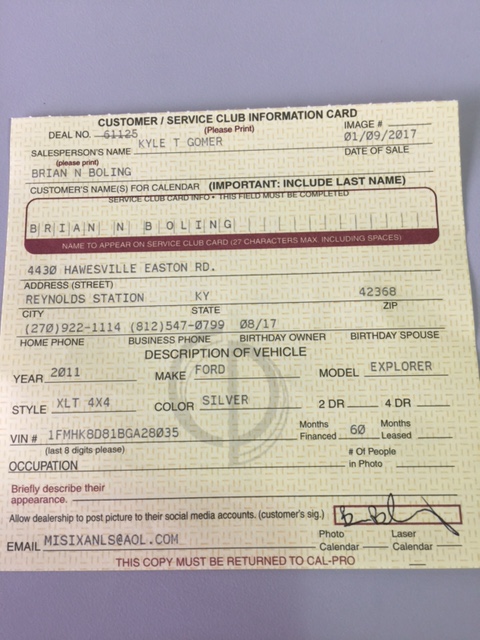 CUSTOMER / SERVICE CLUB INFORMATION CARD
DEAL NO. 61125 (Please Print) IMAGE #
SALESPERSON'S NAME KYLE T GOMER 01/09/2017
(please print) DATE OF SALE
BRIAN N BOLING
CUSTOMER'S NAME(S) FOR CALENDAR (IMPORTANT: INCLUDE LAST NAME)
SERVICE CLUB CARD INFO • THIS FIELD MUST BE COMPLETED
BRIAN N BOLING
NAME TO APPEAR ON SERVICE CLUB CARD (27 CHARACTERS MAX. INCLUDING SPACES)
4430 HAWESVILLE EASTON RD.
ADDRESS (STREET)
REYNOLDS STATION KY 42368
CITY STATE ZIP
(270)922-1114 (812)547-0799 08/17
HOME PHONE BUSINESS PHONE BIRTHDAY OWNER BIRTHDAY SPOUSE
DESCRIPTION OF VEHICLE
YEAR 2011 MAKE FORD MODEL EXPLORER
STYLE XLT 4X4 COLOR SILVER 2 DR 4 DR
VIN # 1FMHK8D81BGA28035 Months Financed 60 Months Leased
(last 8 digits please)
OCCUPATION # Of People in Photo
Briefly describe their
appearance.
Allow dealership to post picture to their social media accounts. (customer's sig.)
EMAIL MISIXANLS@AOL.COM Photo Calendar Laser Calendar
THIS COPY MUST BE RETURNED TO CAL-PRO